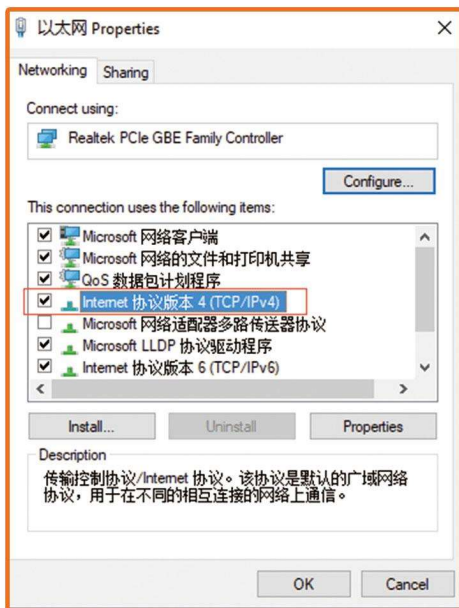 以太网 Properties
Networking
Sharing
Connect using:
Realtek PCIe GBE Family Controller
Configure...
This connection uses the following items:
Microsoft 网络客户端
Microsoft 网络的文件和打印机共享
QoS 数据包计划程序
Internet 协议版本 4 (TCP/IPv4)
Microsoft 网络适配器多路传送器协议
Microsoft LLDP 协议驱动程序
Internet 协议版本 6 (TCP/IPv6)
Install...
Uninstall
Properties
Description
传输控制协议/Internet 协议。该协议是默认的广域网络
协议，用于在不同的相互连接的网络上通信。
OK
Cancel